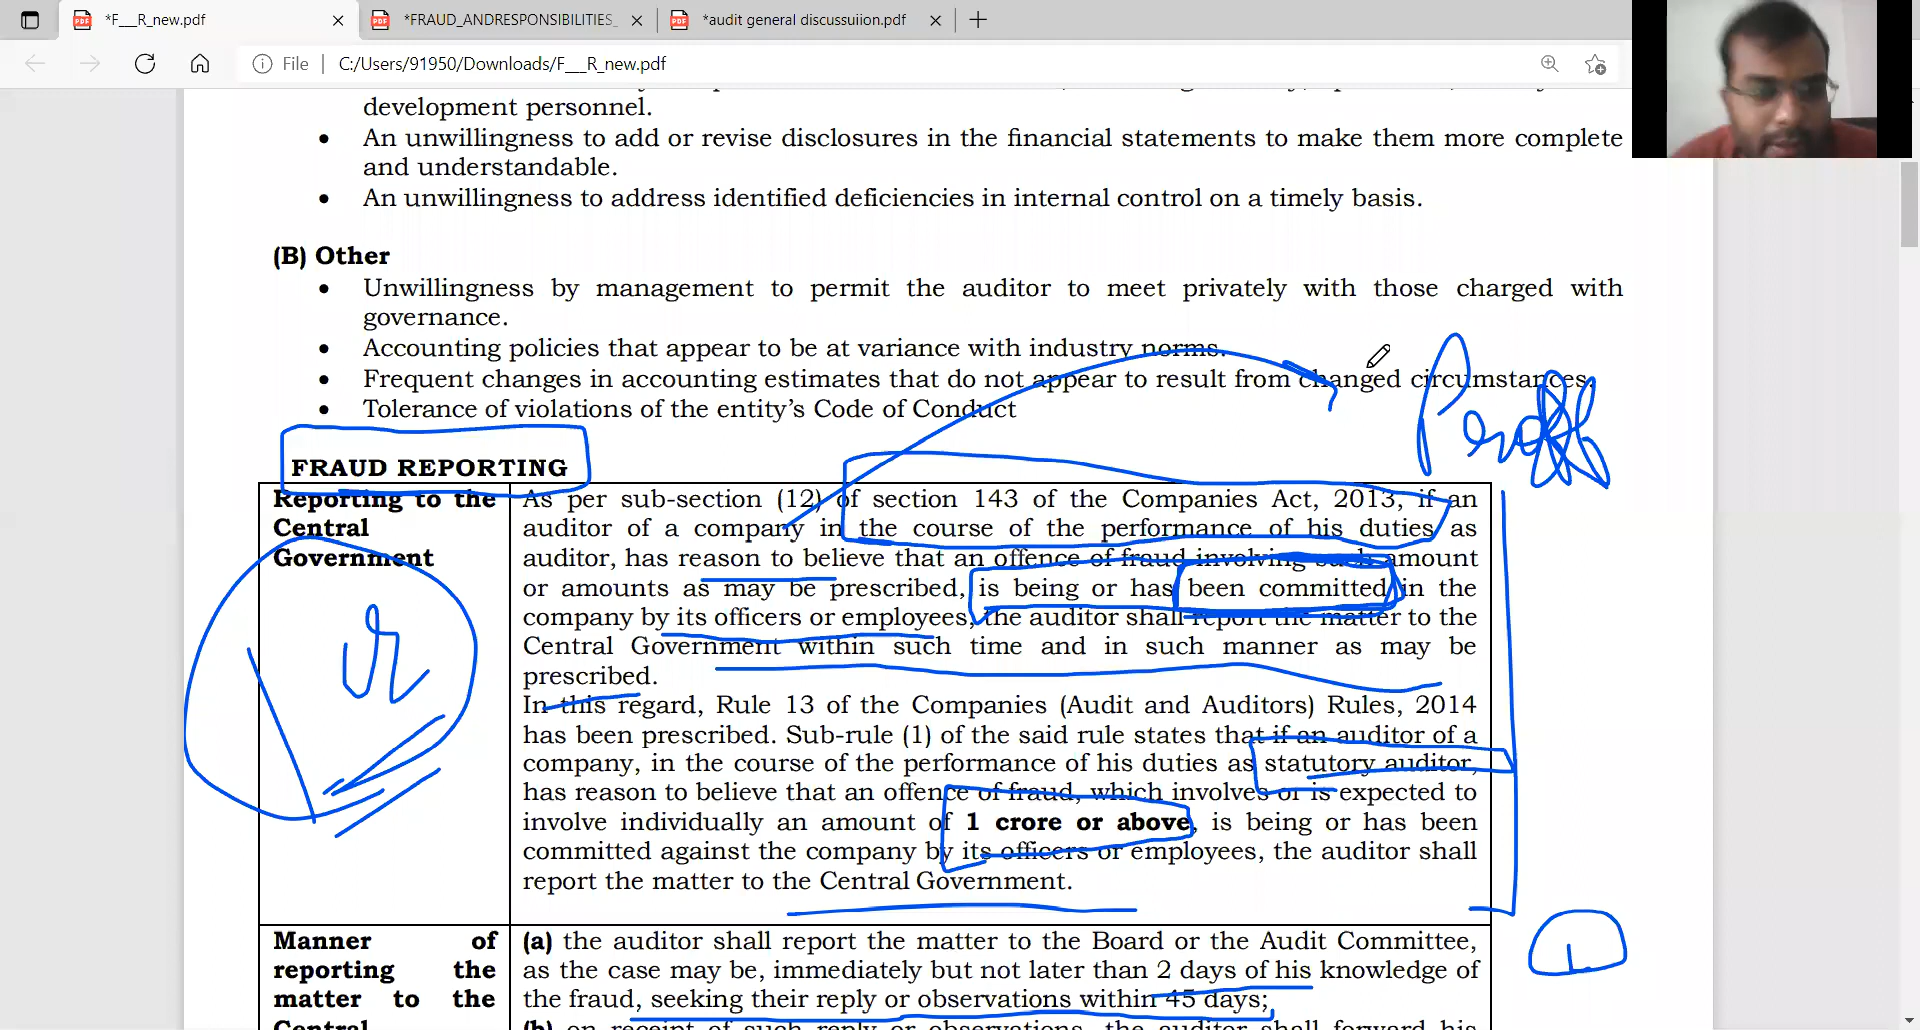 *F__R_new.pdf
*FRAUD_ANDRESPONSIBILITIES_
*audit general discussuiion.pdf
File | C:/Users/91950/Downloads/F__R_new.pdf
development personnel.
• An unwillingness to add or revise disclosures in the financial statements to make them more complete
and understandable.
• An unwillingness to address identified deficiencies in internal control on a timely basis.
(B) Other
• Unwillingness by management to permit the auditor to meet privately with those charged with
governance.
• Accounting policies that appear to be at variance with industry norms.
• Frequent changes in accounting estimates that do not appear to result from changed circumstances.
• Tolerance of violations of the entity's Code of Conduct
FRAUD REPORTING
Reporting to the
Central
Government
As per sub-section (12) of section 143 of the Companies Act, 2013, if an
auditor of a company in the course of the performance of his duties as
auditor, has reason to believe that an offence of fraud involving such amount
or amounts as may be prescribed, is being or has been committed in the
company by its officers or employees, the auditor shall report the matter to the
Central Government within such time and in such manner as may be
prescribed.
In this regard, Rule 13 of the Companies (Audit and Auditors) Rules, 2014
has been prescribed. Sub-rule (1) of the said rule states that if an auditor of a
company, in the course of the performance of his duties as statutory auditor,
has reason to believe that an offence of fraud, which involves or is expected to
involve individually an amount of 1 crore or above, is being or has been
committed against the company by its officers or employees, the auditor shall
report the matter to the Central Government.
Manner of
reporting the
matter to the
Central
(a) the auditor shall report the matter to the Board or the Audit Committee,
as the case may be, immediately but not later than 2 days of his knowledge of
the fraud, seeking their reply or observations within 45 days;
(b) on receipt of such reply or observations, the auditor shall forward his